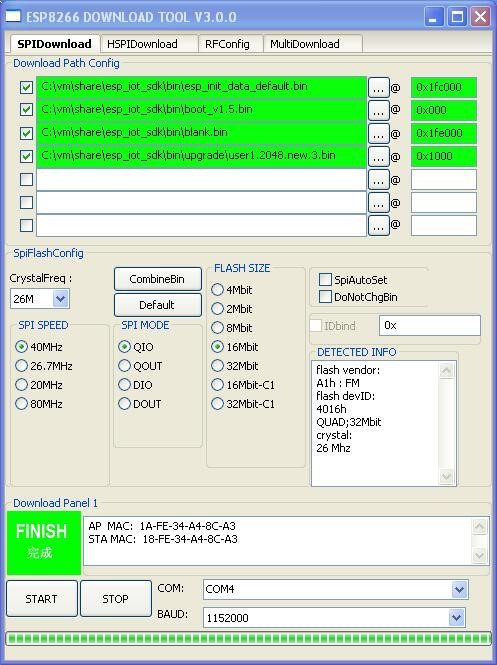 ESP8266 DOWNLOAD TOOL V3.0.0
SPIDownload HSPIDownload RFConfig MultiDownload
Download Path Config
C:\vm\share\esp_iot_sdk\bin\esp_init_data_default.bin ... @ 0x1fc000
C:\vm\share\esp_iot_sdk\bin\boot_v1.5.bin ... @ 0x000
C:\vm\share\esp_iot_sdk\bin\blank.bin ... @ 0x1fe000
C:\vm\share\esp_iot_sdk\bin\upgrade\user1.2048.new.3.bin ... @ 0x1000
... @
... @
... @
SpiFlashConfig
CrystalFreq :
26M
CombineBin
Default
SPI SPEED
40MHz
26.7MHz
20MHz
80MHz
SPI MODE
QIO
QOUT
DIO
DOUT
FLASH SIZE
4Mbit
2Mbit
8Mbit
16Mbit
32Mbit
16Mbit-C1
32Mbit-C1
SpiAutoSet
DoNotChgBin
IDbind 0x
DETECTED INFO
flash vendor:
A1h : FM
flash devID:
4016h
QUAD;32Mbit
crystal:
26 Mhz
Download Panel 1
FINISH
完成
AP MAC: 1A-FE-34-A4-8C-A3
STA MAC: 18-FE-34-A4-8C-A3
START STOP
COM: COM4
BAUD: 1152000